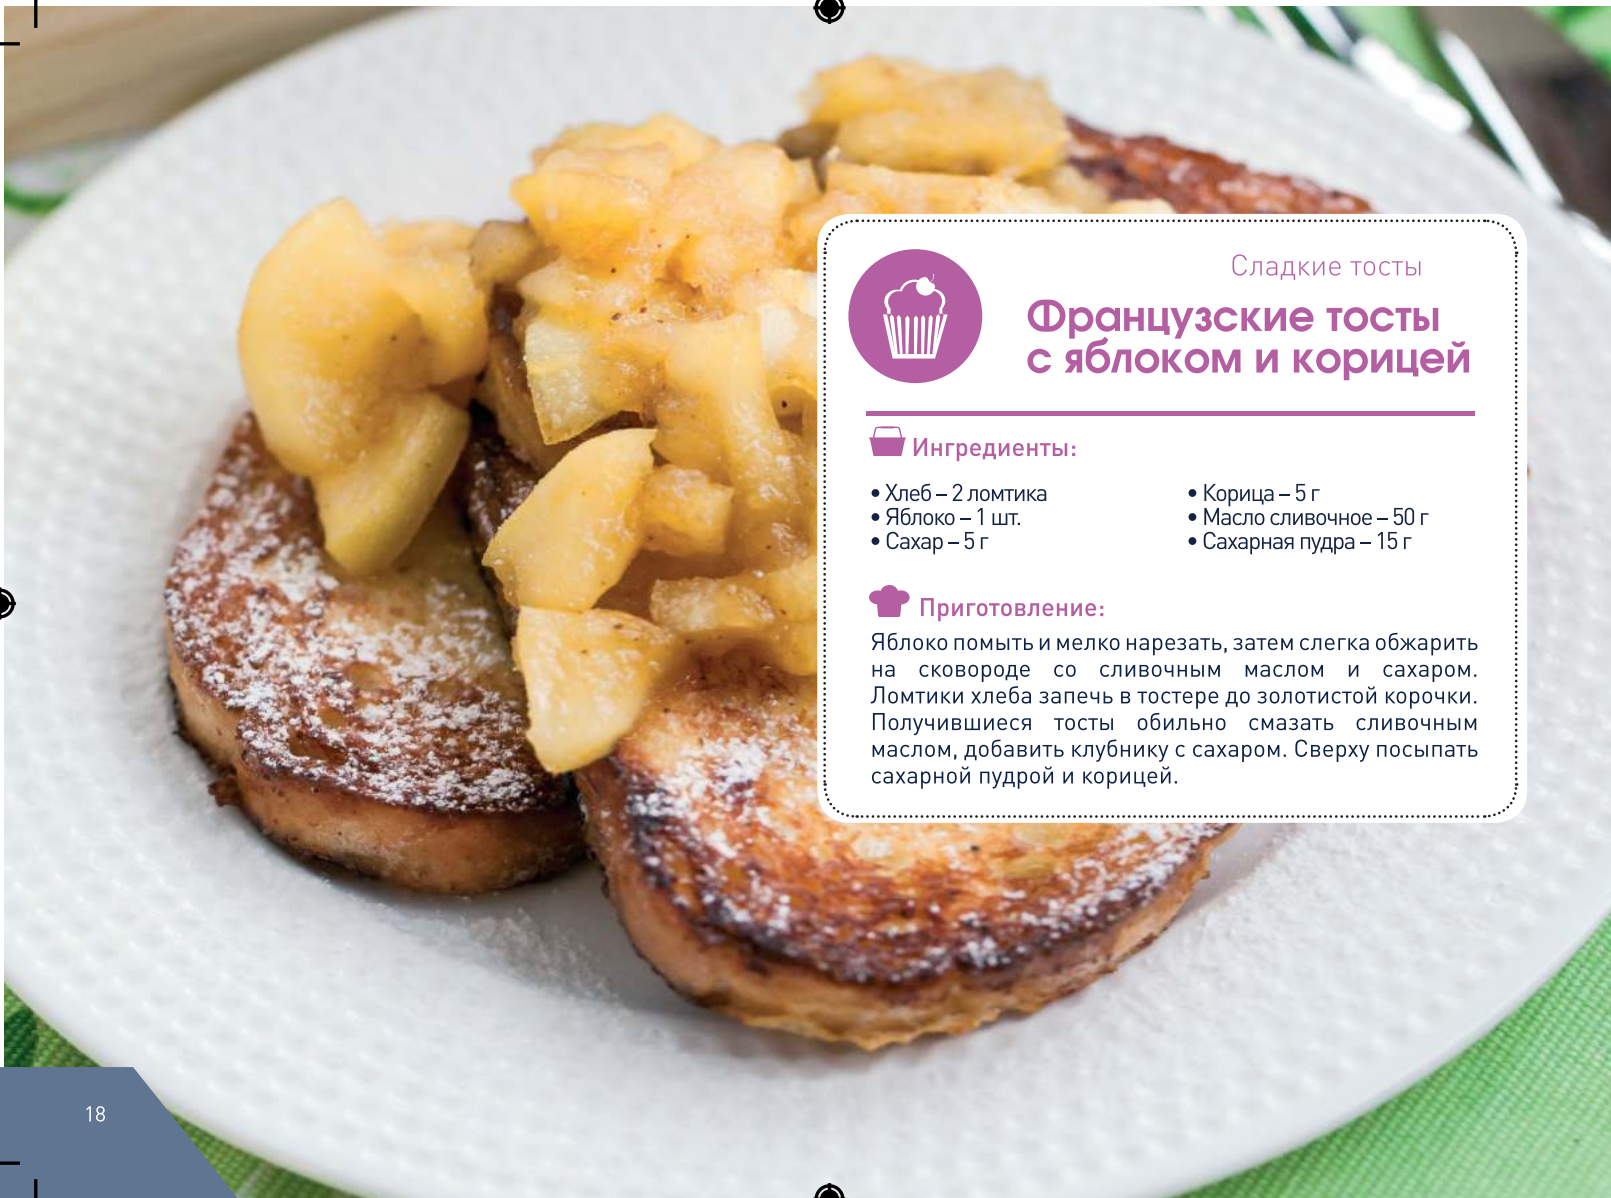 Сладкие тосты
Французские тосты
с яблоком и корицей
Ингредиенты:
• Хлеб – 2 ломтика
• Яблоко – 1 шт.
• Сахар – 5 г
• Корица – 5 г
• Масло сливочное – 50 г
• Сахарная пудра – 15 г
Приготовление:
Яблоко помыть и мелко нарезать, затем слегка обжарить
на сковороде со сливочным маслом и сахаром.
Ломтики хлеба запечь в тостере до золотистой корочки.
Получившиеся тосты обильно смазать сливочным
маслом, добавить клубнику с сахаром. Сверху посыпать
сахарной пудрой и корицей.
18